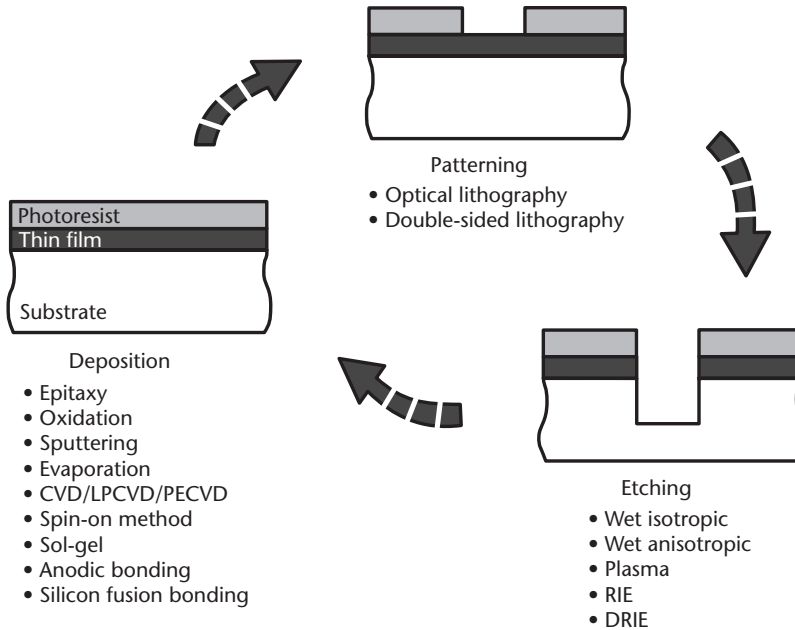 Patterning
• Optical lithography
• Double-sided lithography
Photoresist
Thin film
Substrate
Deposition
• Epitaxy
• Oxidation
• Sputtering
• Evaporation
• CVD/LPCVD/PECVD
• Spin-on method
• Sol-gel
• Anodic bonding
• Silicon fusion bonding
Etching
• Wet isotropic
• Wet anisotropic
• Plasma
• RIE
• DRIE